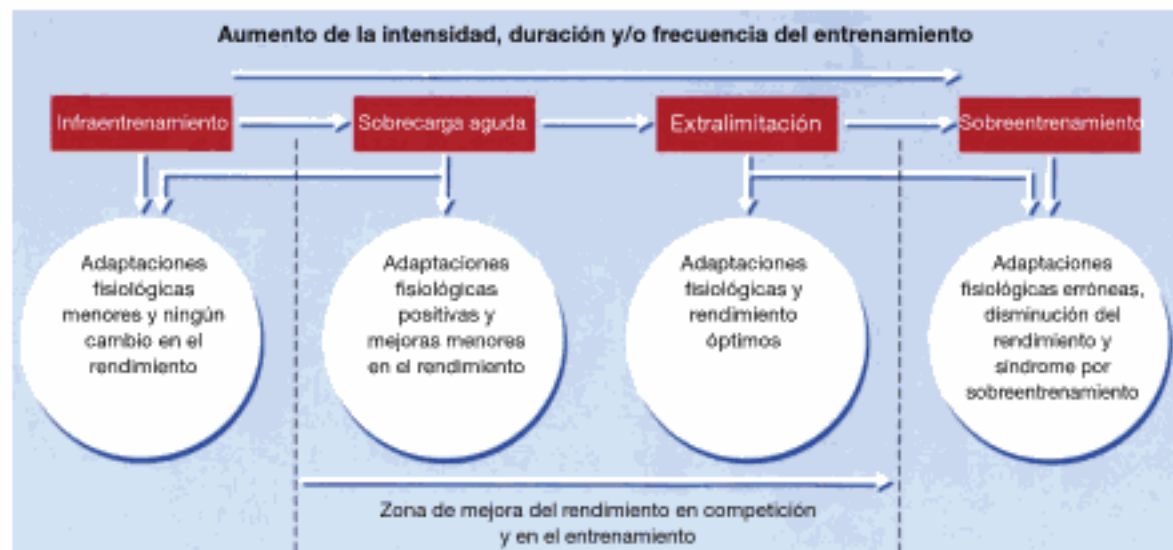 Aumento de la intensidad, duración y/o frecuencia del entrenamiento
Infraentrenamiento
Sobrecarga aguda
Extralimitación
Sobreentrenamiento
Adaptaciones
fisiológicas
menores y ningún
cambio en el
rendimiento
Adaptaciones
fisiológicas
positivas y
mejoras menores
en el rendimiento
Adaptaciones
fisiológicas y
rendimiento
óptimos
Adaptaciones
fisiológicas erróneas,
disminución del
rendimiento y
síndrome por
sobreentrenamiento
Zona de mejora del rendimiento en competición
y en el entrenamiento